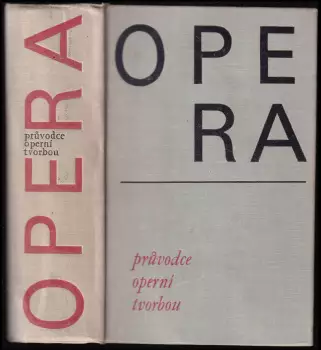 OPERA
průvodce
operní
tvorbou
OPE
RA
průvodce
operní
tvorbou